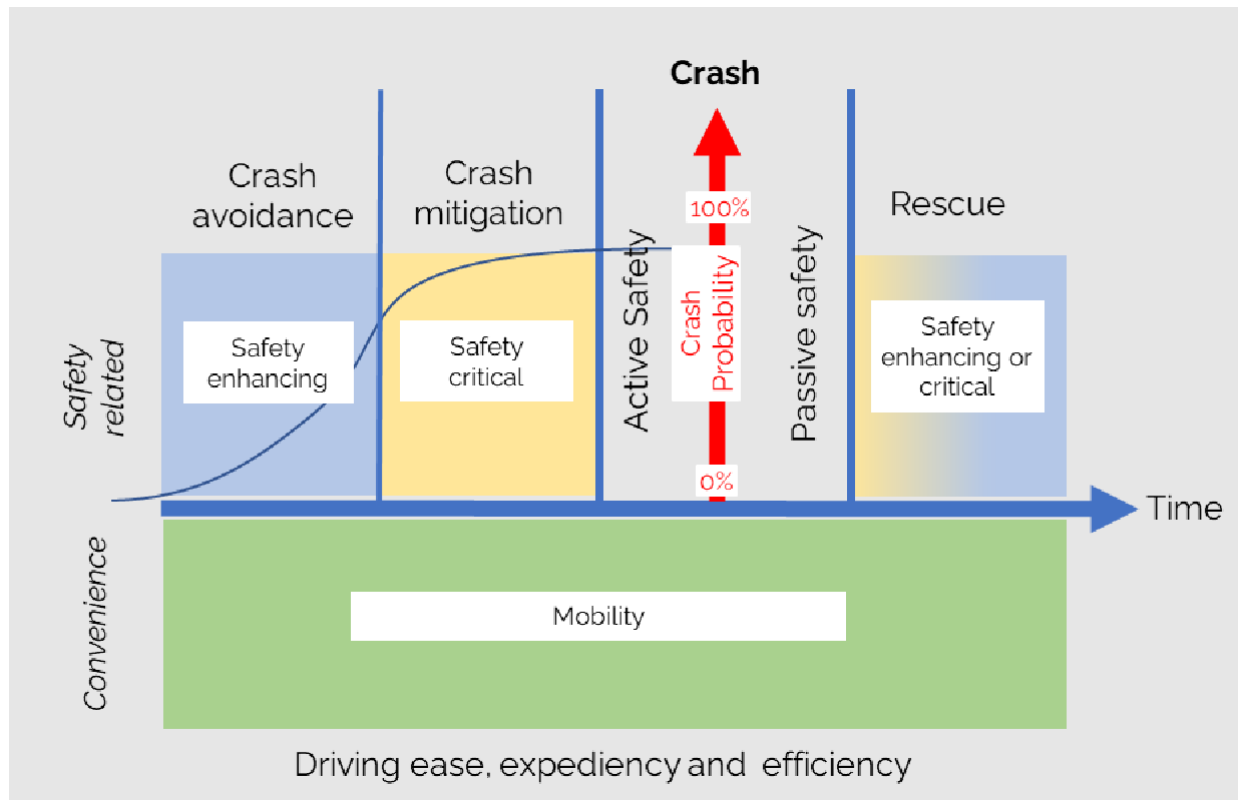 Crash
Crash
avoidance
Crash
mitigation
Rescue
100%
Active Safety
Crash
Probability
Passive safety
Safety
related
Safety
enhancing
Safety
critical
Safety
enhancing or
critical
0%
Time
Convenience
Mobility
Driving ease, expediency and efficiency